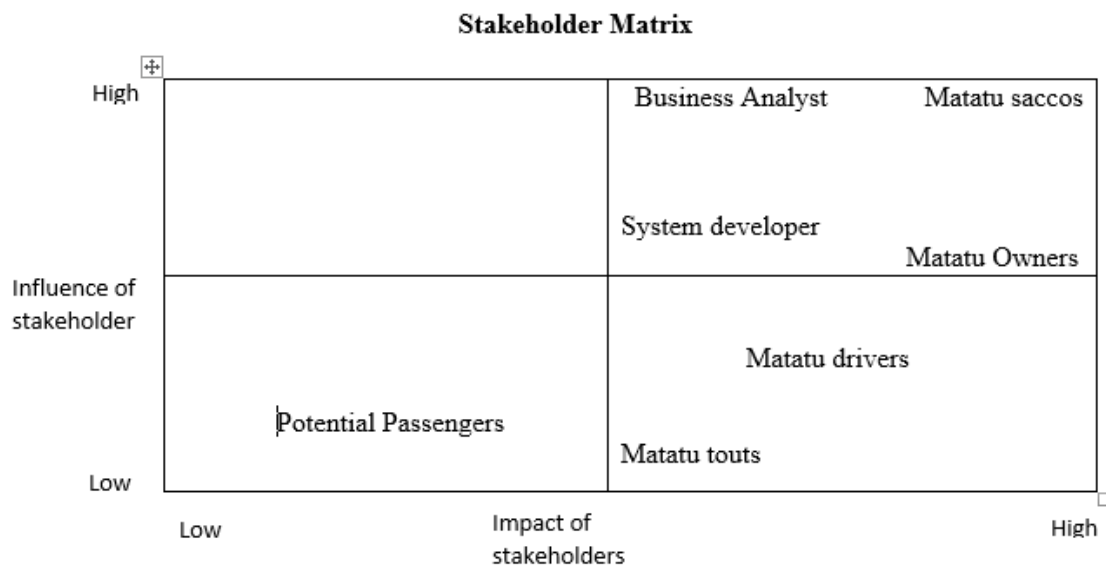 Stakeholder Matrix
High
Business Analyst
Matatu saccos
System developer
Matatu Owners
Influence of
stakeholder
Matatu drivers
Potential Passengers
Matatu touts
Low
Low
Impact of
stakeholders
High